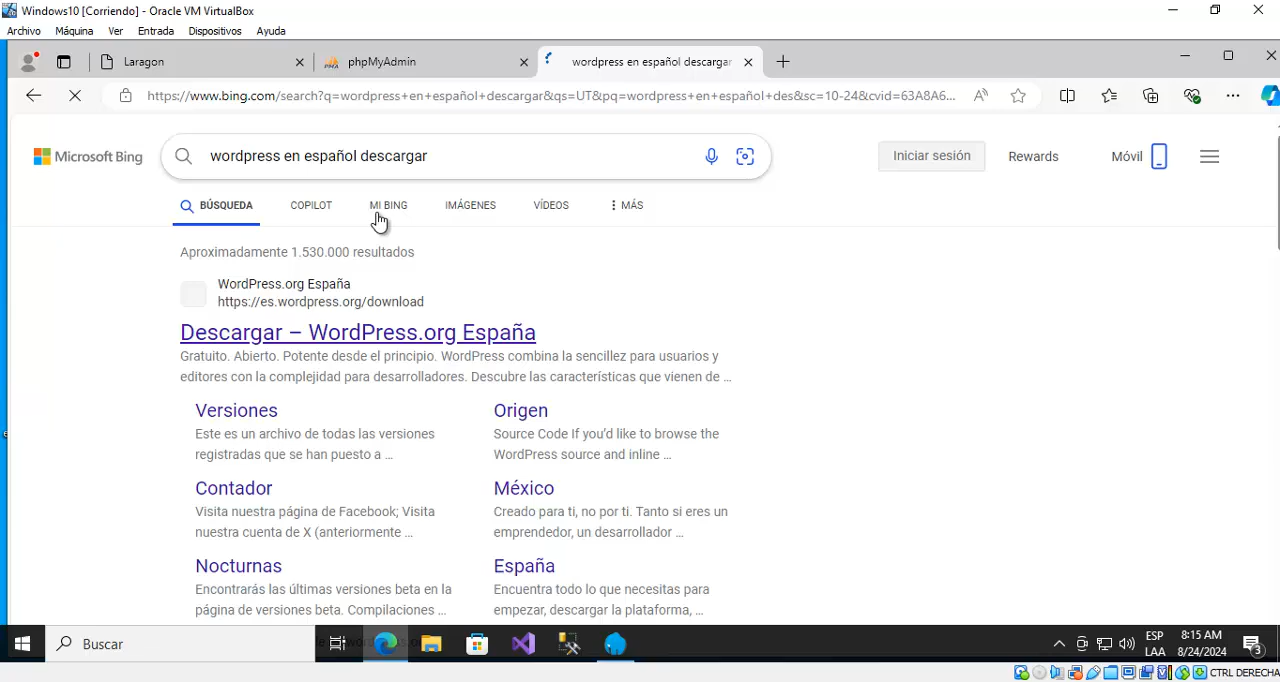 Windows10 [Corriendo] - Oracle VM VirtualBox
Archivo Máquina Ver Entrada Dispositivos Ayuda
Laragon phpMyAdmin wordpress en español descargar
https://www.bing.com/search?q=wordpress+en+español+descargar&qs=UT&pq=wordpress+en+español+des&sc=10-24&cvid=63A8A6...
Microsoft Bing wordpress en español descargar Iniciar sesión Rewards Móvil
BÚSQUEDA COPILOT MI BING IMÁGENES VÍDEOS MÁS
Aproximadamente 1.530.000 resultados
WordPress.org España
https://es.wordpress.org/download
Descargar – WordPress.org España
Gratuito. Abierto. Potente desde el principio. WordPress combina la sencillez para usuarios y
editores con la complejidad para desarrolladores. Descubre las características que vienen de ...
Versiones
Este es un archivo de todas las versiones
registradas que se han puesto a ...
Origen
Source Code If you'd like to browse the
WordPress source and inline ...
Contador
Visita nuestra página de Facebook; Visita
nuestra cuenta de X (anteriormente ...
México
Creado para ti, no por ti. Tanto si eres un
emprendedor, un desarrollador ...
Nocturnas
Encontrarás las últimas versiones beta en la
página de versiones beta. Compilaciones ...
España
Encuentra todo lo que necesitas para
empezar, descargar la plataforma, ...
Buscar
ESP
LAA
8:15 AM
8/24/2024
3
CTRL DERECHA